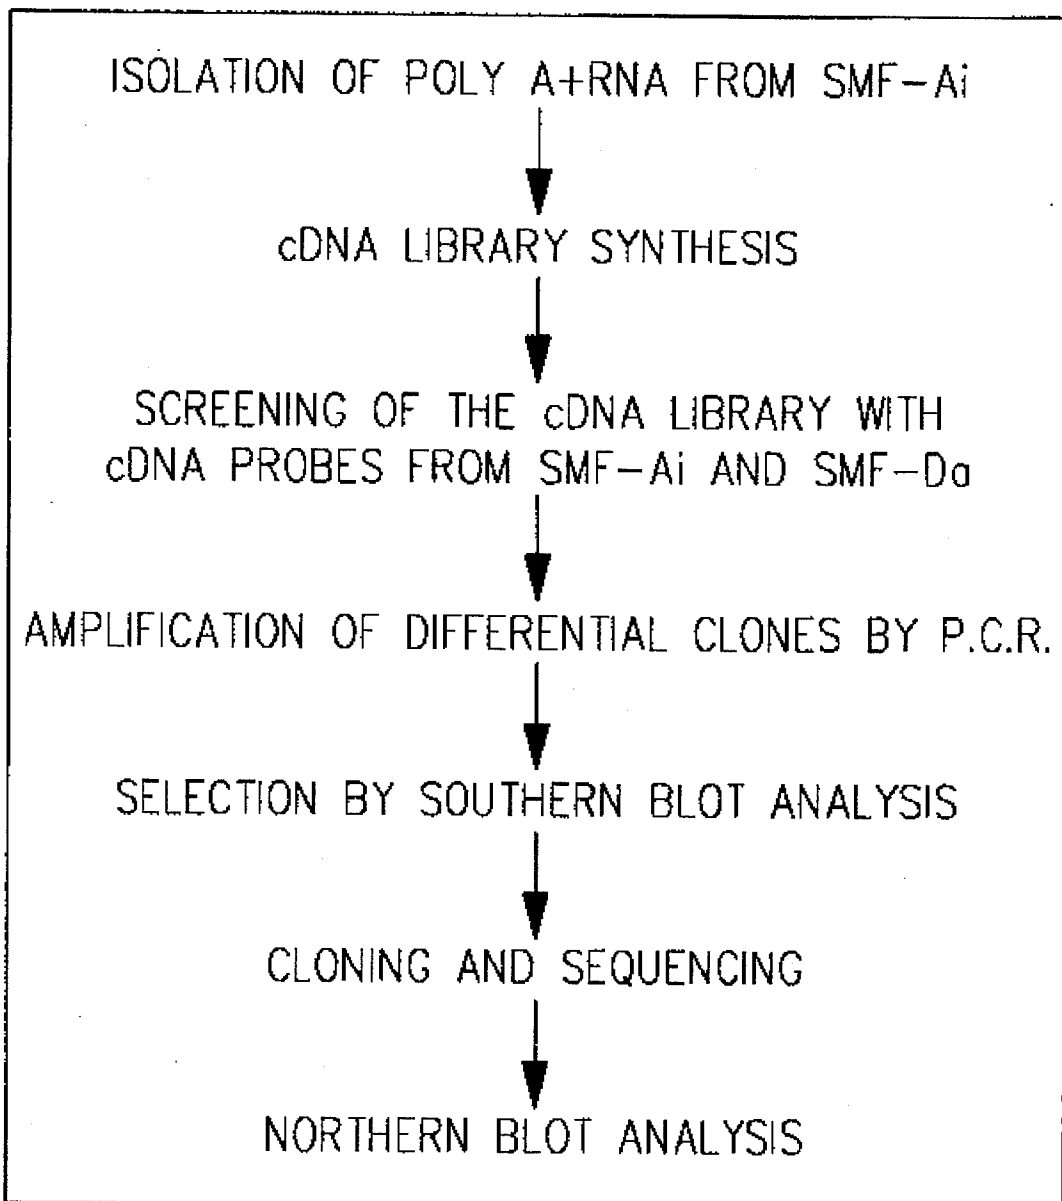 ISOLATION OF POLY A+RNA FROM SMF-Ai
cDNA LIBRARY SYNTHESIS
SCREENING OF THE cDNA LIBRARY WITH
cDNA PROBES FROM SMF-Ai AND SMF-Da
AMPLIFICATION OF DIFFERENTIAL CLONES BY P.C.R.
SELECTION BY SOUTHERN BLOT ANALYSIS
CLONING AND SEQUENCING
NORTHERN BLOT ANALYSIS